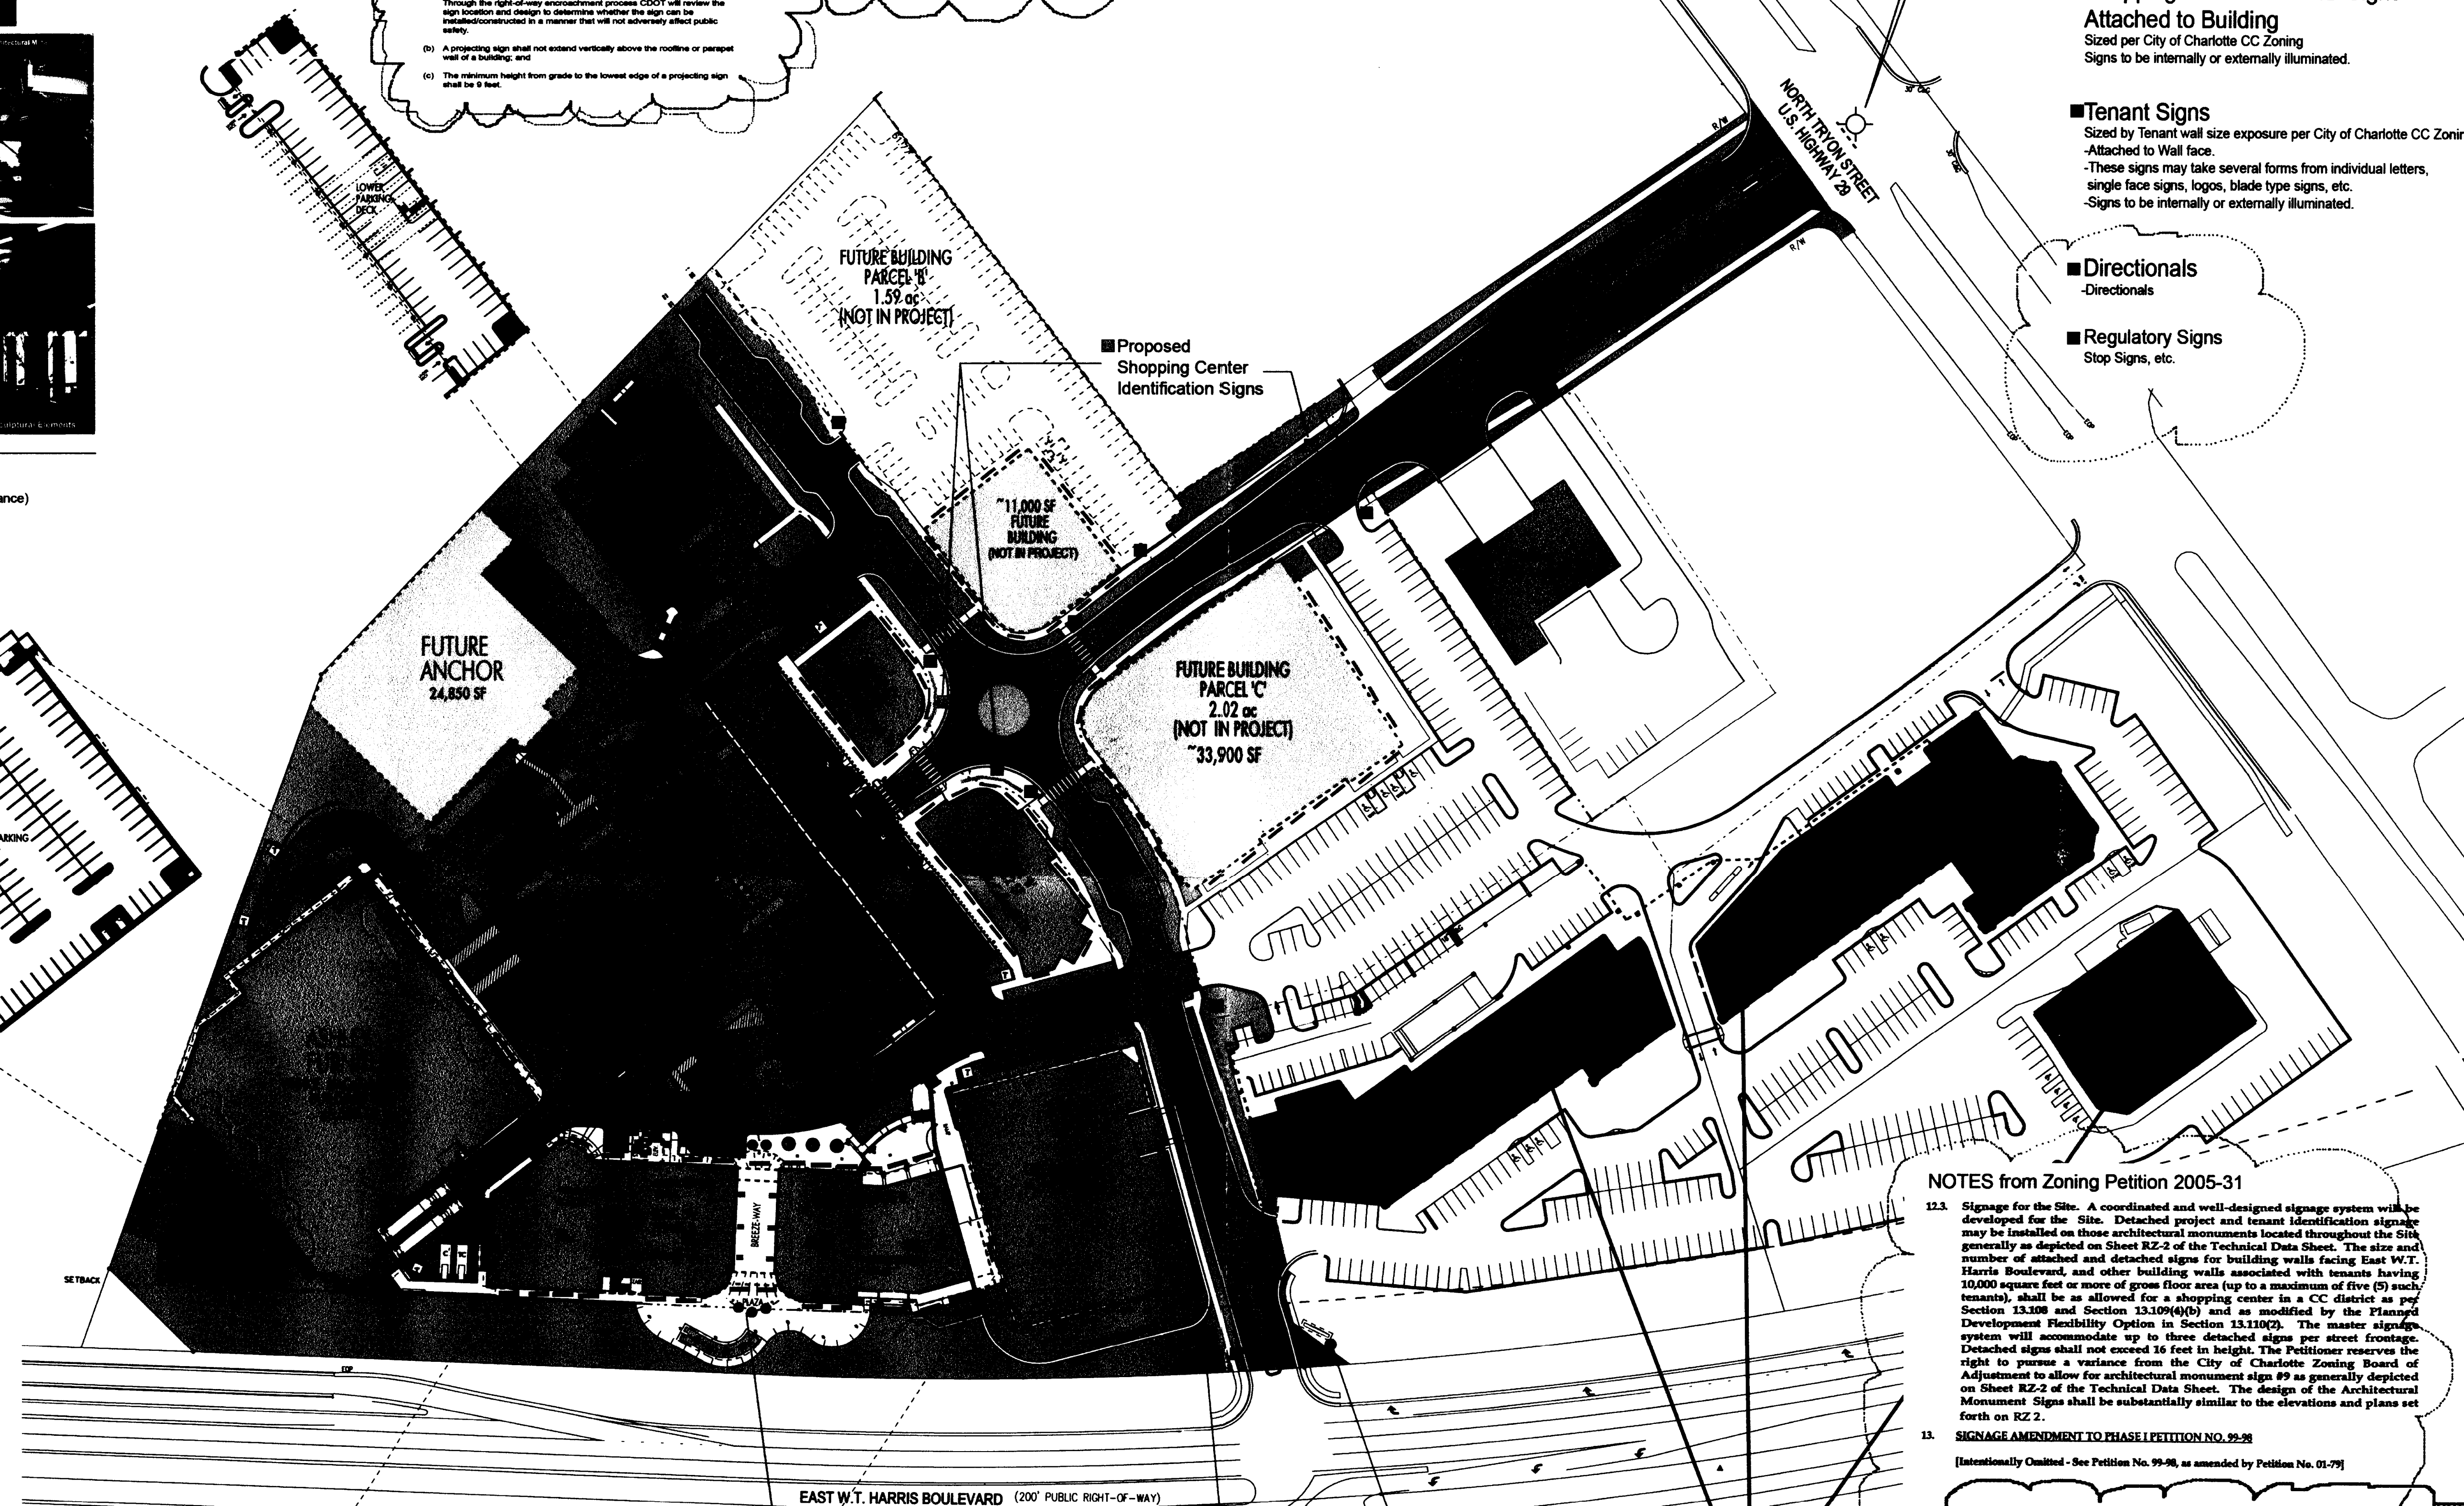 Through the right-of-way encroachment process CDOT will review the
sign location and design to determine whether the sign can be
installed/constructed in a manner that will not adversely affect public
safety.
(b) A projecting sign shall not extend vertically above the roofline or parapet
wall of a building; and
(c) The minimum height from grade to the lowest edge of a projecting sign
shall be 9 feet.
Attached to Building
Sized per City of Charlotte CC Zoning
Signs to be internally or externally illuminated.
■Tenant Signs
Sized by Tenant wall size exposure per City of Charlotte CC Zonin
-Attached to Wall face.
-These signs may take several forms from individual letters,
single face signs, logos, blade type signs, etc.
-Signs to be internally or externally illuminated.
■Directionals
-Directionals
■Regulatory Signs
Stop Signs, etc.
NORTH TRYON STREET
U.S. HIGHWAY 29
R/W
R/W
LOWER
PARKING
DECK
FUTURE BUILDING
PARCEL 'B'
1.59 ac
(NOT IN PROJECT)
■Proposed
Shopping Center
Identification Signs
~11,000 SF
FUTURE
BUILDING
(NOT IN PROJECT)
FUTURE
ANCHOR
24,850 SF
FUTURE BUILDING
PARCEL 'C'
2.02 ac
(NOT IN PROJECT)
~33,900 SF
ance)
ARKING
culptural Elements
BREEZE-WAY
PLAZA
SETBACK
EOP
EAST W.T. HARRIS BOULEVARD (200' PUBLIC RIGHT-OF-WAY)
NOTES from Zoning Petition 2005-31
12.3. Signage for the Site. A coordinated and well-designed signage system will be
developed for the Site. Detached project and tenant identification signage
may be installed on those architectural monuments located throughout the Site
generally as depicted on Sheet RZ-2 of the Technical Data Sheet. The size and
number of attached and detached signs for building walls facing East W.T.
Harris Boulevard, and other building walls associated with tenants having
10,000 square feet or more of gross floor area (up to a maximum of five (5) such
tenants), shall be as allowed for a shopping center in a CC district as per
Section 13.108 and Section 13.109(4)(b) and as modified by the Planned
Development Flexibility Option in Section 13.110(2). The master signage
system will accommodate up to three detached signs per street frontage.
Detached signs shall not exceed 16 feet in height. The Petitioner reserves the
right to pursue a variance from the City of Charlotte Zoning Board of
Adjustment to allow for architectural monument sign #9 as generally depicted
on Sheet RZ-2 of the Technical Data Sheet. The design of the Architectural
Monument Signs shall be substantially similar to the elevations and plans set
forth on RZ 2.
13. SIGNAGE AMENDMENT TO PHASE I PETITION NO. 99-98
[Intentionally Omitted - See Petition No. 99-98, as amended by Petition No. 01-79]